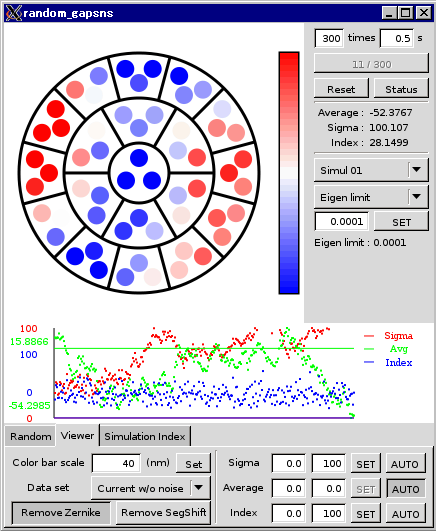 random_gapsns
300 times 0.5 s
11 / 300
Reset Status
Average : -52.3767
Sigma : 100.107
Index : 28.1499
Simul 01
Eigen limit
0.0001 SET
Eigen limit : 0.0001
100
15.8866
100
0
-54.2985
0
Sigma
Avg
Index
Random Viewer Simulation Index
Color bar scale 40 (nm) Set
Data set Current w/o noise
Remove Zernike Remove SegShift
Sigma 0.0 100 SET AUTO
Average 0.0 0.0 SET AUTO
Index 0.0 100 SET AUTO